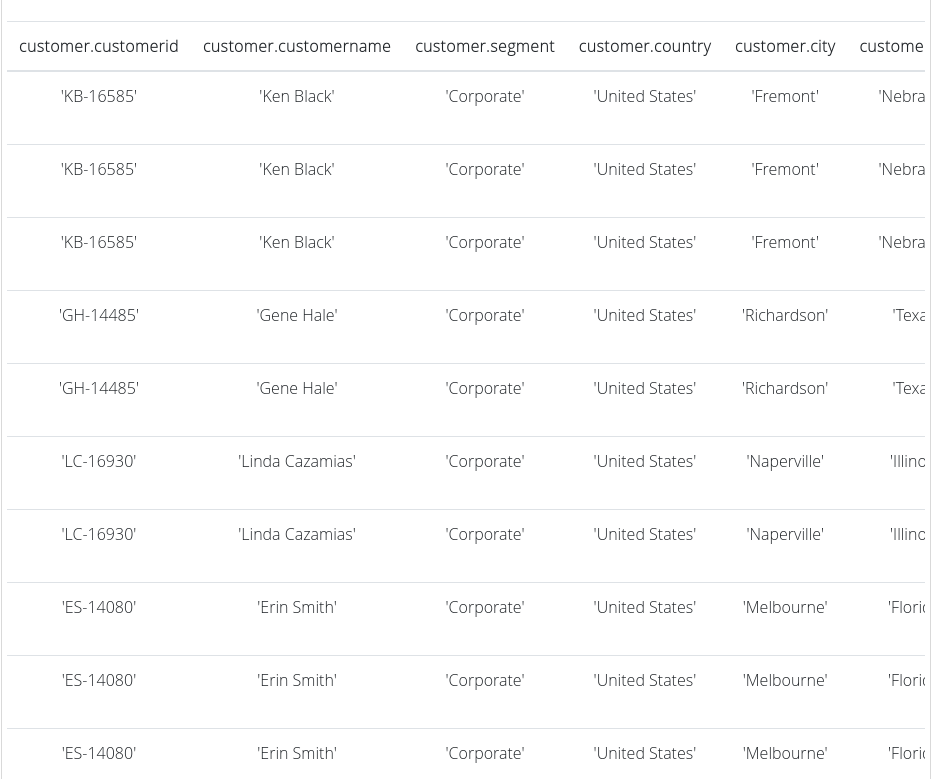 customer.customerid customer.customername customer.segment customer.country customer.city custome
'KB-16585' 'Ken Black' 'Corporate' 'United States' 'Fremont' 'Nebra
'KB-16585' 'Ken Black' 'Corporate' 'United States' 'Fremont' 'Nebra
'KB-16585' 'Ken Black' 'Corporate' 'United States' 'Fremont' 'Nebra
'GH-14485' 'Gene Hale' 'Corporate' 'United States' 'Richardson' 'Texa
'GH-14485' 'Gene Hale' 'Corporate' 'United States' 'Richardson' 'Texa
'LC-16930' 'Linda Cazamias' 'Corporate' 'United States' 'Naperville' 'Illino
'LC-16930' 'Linda Cazamias' 'Corporate' 'United States' 'Naperville' 'Illino
'ES-14080' 'Erin Smith' 'Corporate' 'United States' 'Melbourne' 'Florid
'ES-14080' 'Erin Smith' 'Corporate' 'United States' 'Melbourne' 'Florid
'ES-14080' 'Erin Smith' 'Corporate' 'United States' 'Melbourne' 'Florid